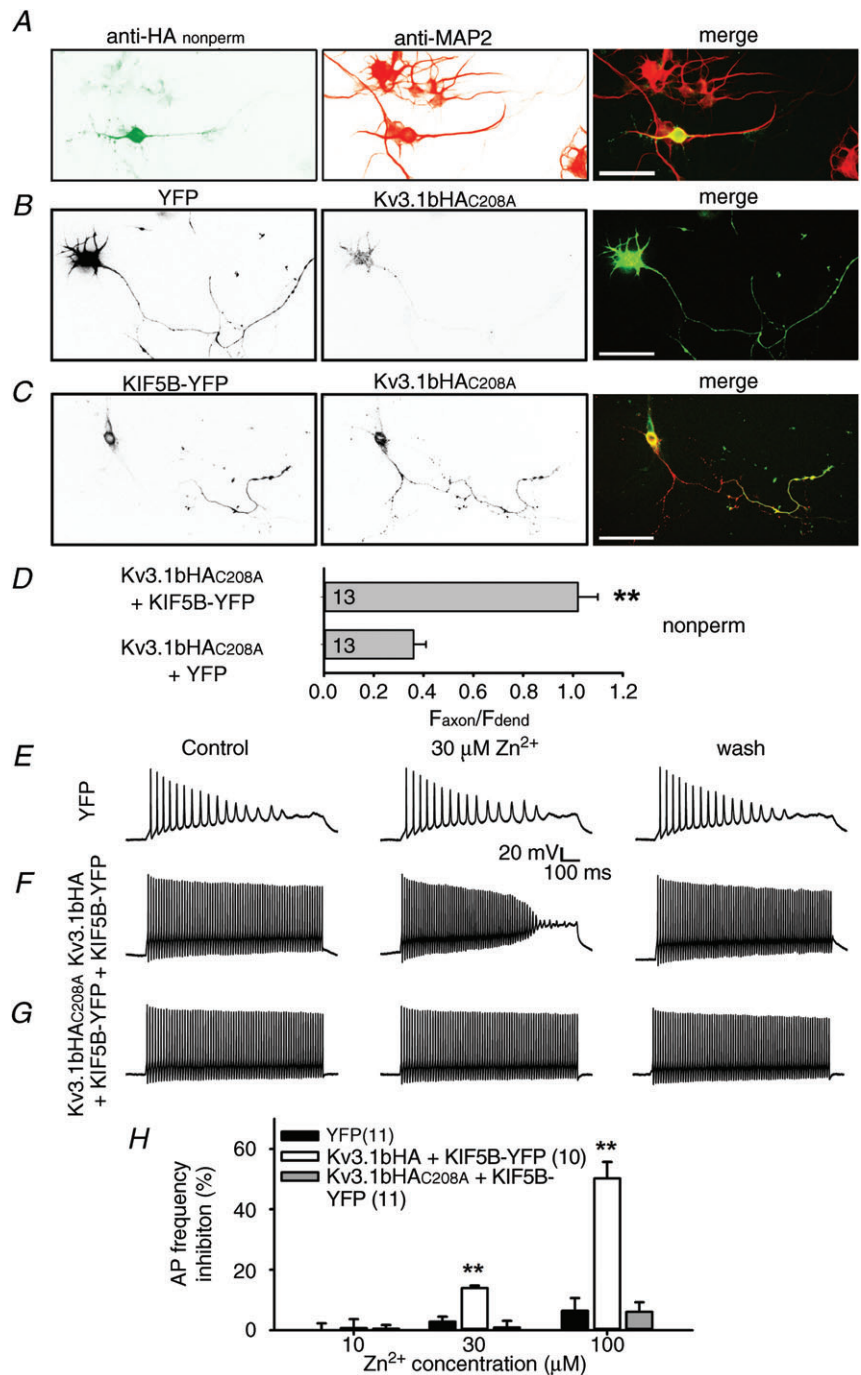 A
anti-HA nonperm
anti-MAP2
merge
B
YFP
Kv3.1bHAC208A
merge
C
KIF5B-YFP
Kv3.1bHAC208A
merge
D
Kv3.1bHAC208A
+ KIF5B-YFP
13
**
Kv3.1bHAC208A
+ YFP
13
nonperm
0.0 0.2 0.4 0.6 0.8 1.0 1.2
Faxon/Fdend
Control
30 μM Zn2+
wash
E
YFP
20 mV
100 ms
F
Kv3.1bHA
+ KIF5B-YFP
G
Kv3.1bHAC208A
+ KIF5B-YFP
H
YFP(11)
Kv3.1bHA + KIF5B-YFP (10)
Kv3.1bHAC208A + KIF5B-
YFP (11)
**
**
AP frequency
inhibiton (%)
60
40
20
0
10 30 100
Zn2+ concentration (μM)